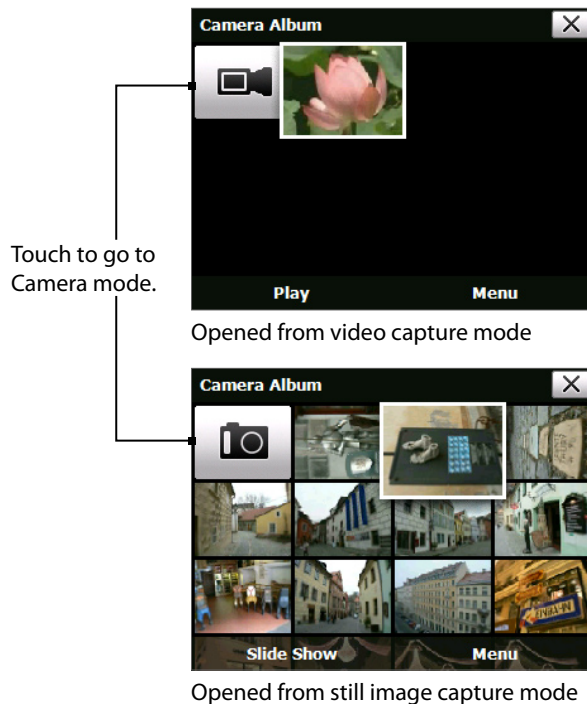 Camera Album
Touch to go to
Camera mode.
Play Menu
Opened from video capture mode
Camera Album
Slide Show Menu
Opened from still image capture mode